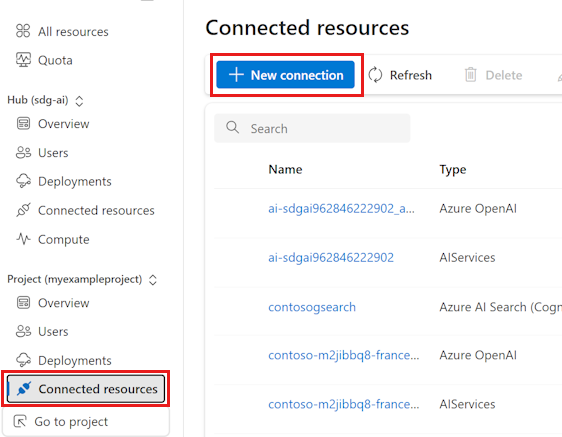 Connected resources
All resources
Quota
Hub (sdg-ai)
Overview
Users
Deployments
Connected resources
Compute
Project (myexampleproject)
Overview
Users
Deployments
Connected resources
Go to project
New connection Refresh Delete
Search
Name Type
ai-sdgai962846222902_a... Azure OpenAI
ai-sdgai962846222902 AIServices
contosogsearch Azure AI Search (Cogn
contoso-m2jibbq8-france... Azure OpenAI
contoso-m2jibbq8-france... AIServices